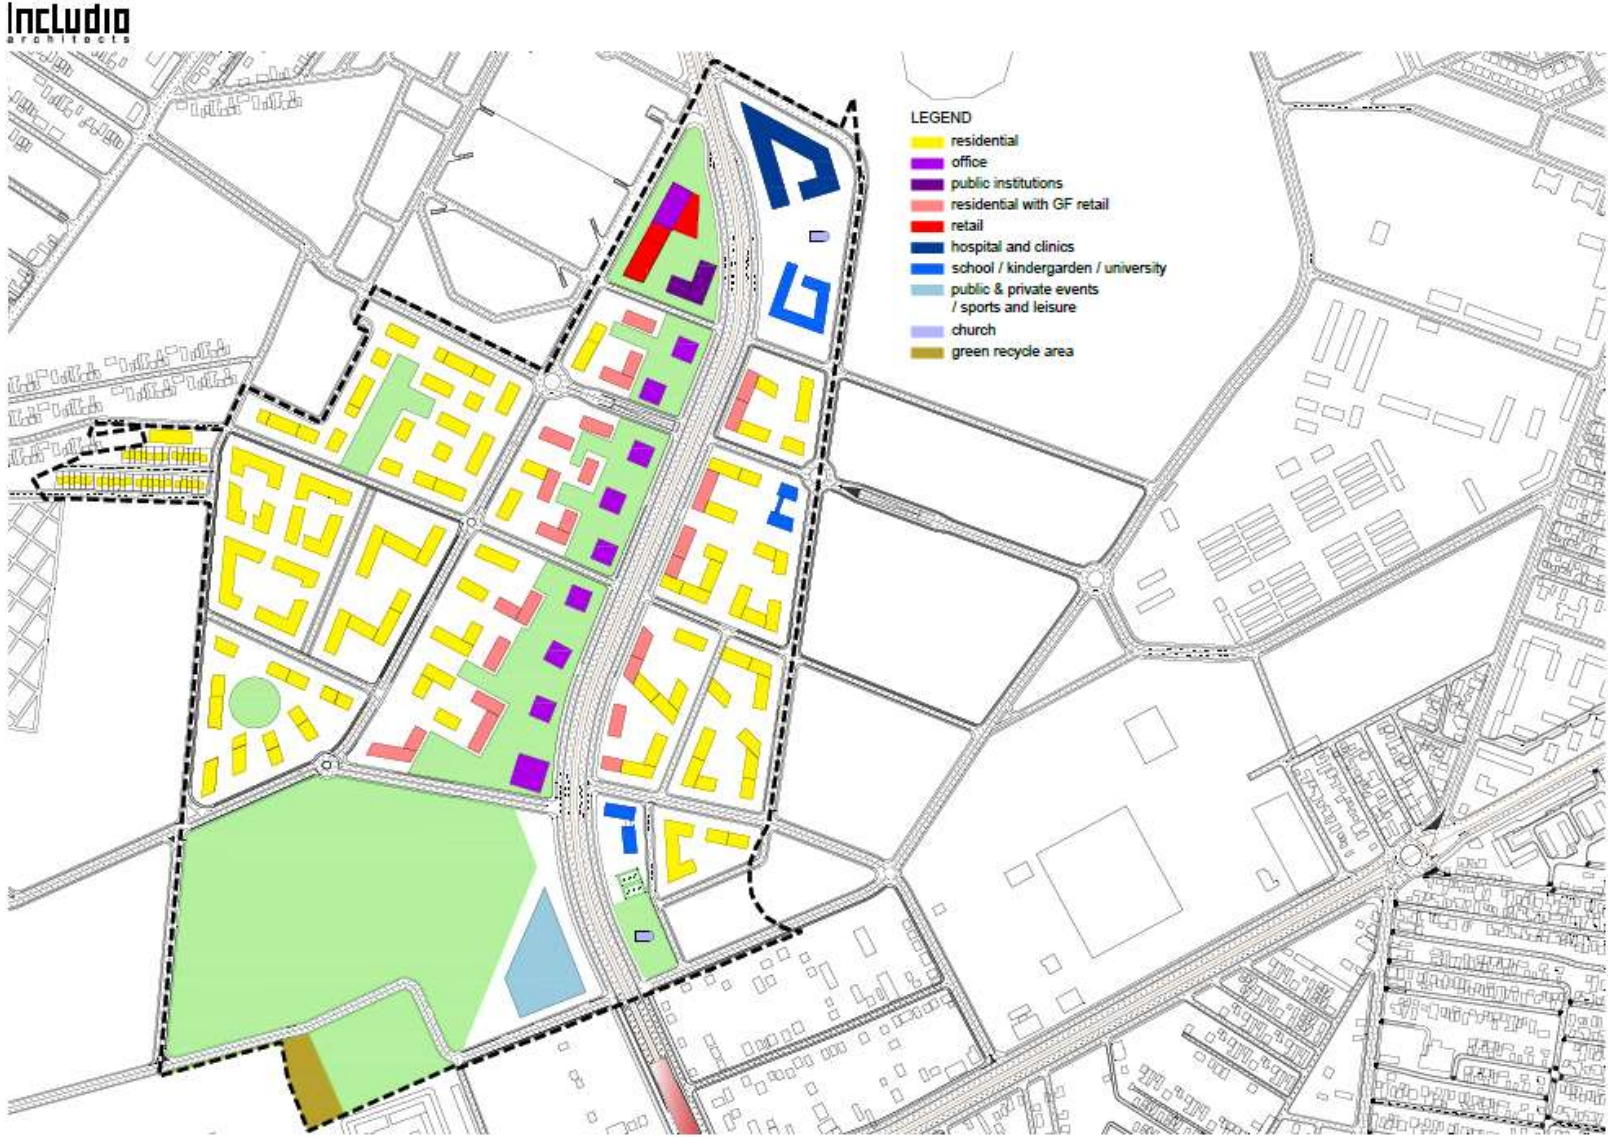 Includio
architects
LEGEND
residential
office
public institutions
residential with GF retail
retail
hospital and clinics
school / kindergarden / university
public & private events
/ sports and leisure
church
green recycle area